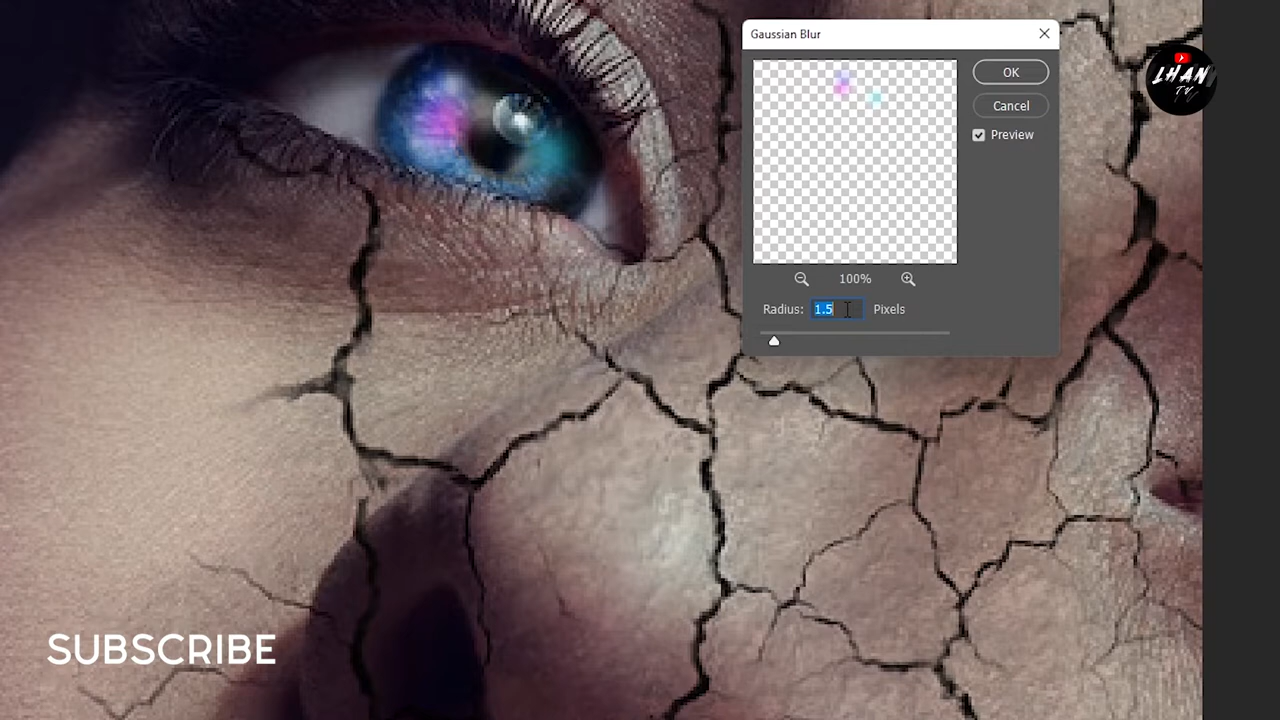 Gaussian Blur
OK
Cancel
Preview
100%
Radius: 1.5 Pixels
LHAN
TV
SUBSCRIBE